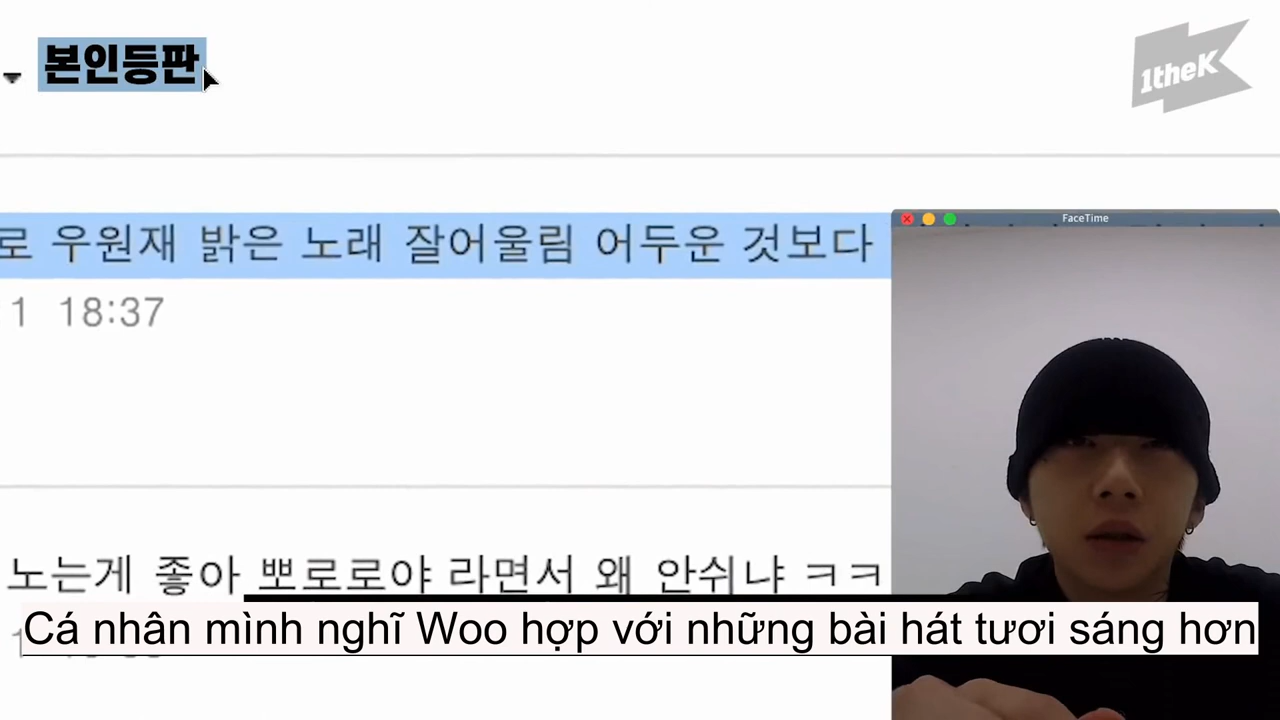 본인등판
1theK
로 우원재 밝은 노래 잘어울림 어두운 것보다
1 18:37
FaceTime
노는게 좋아 뽀로로야 라면서 왜 안쉬냐 ㅋㅋ
Cá nhân mình nghĩ Woo hợp với những bài hát tươi sáng hơn